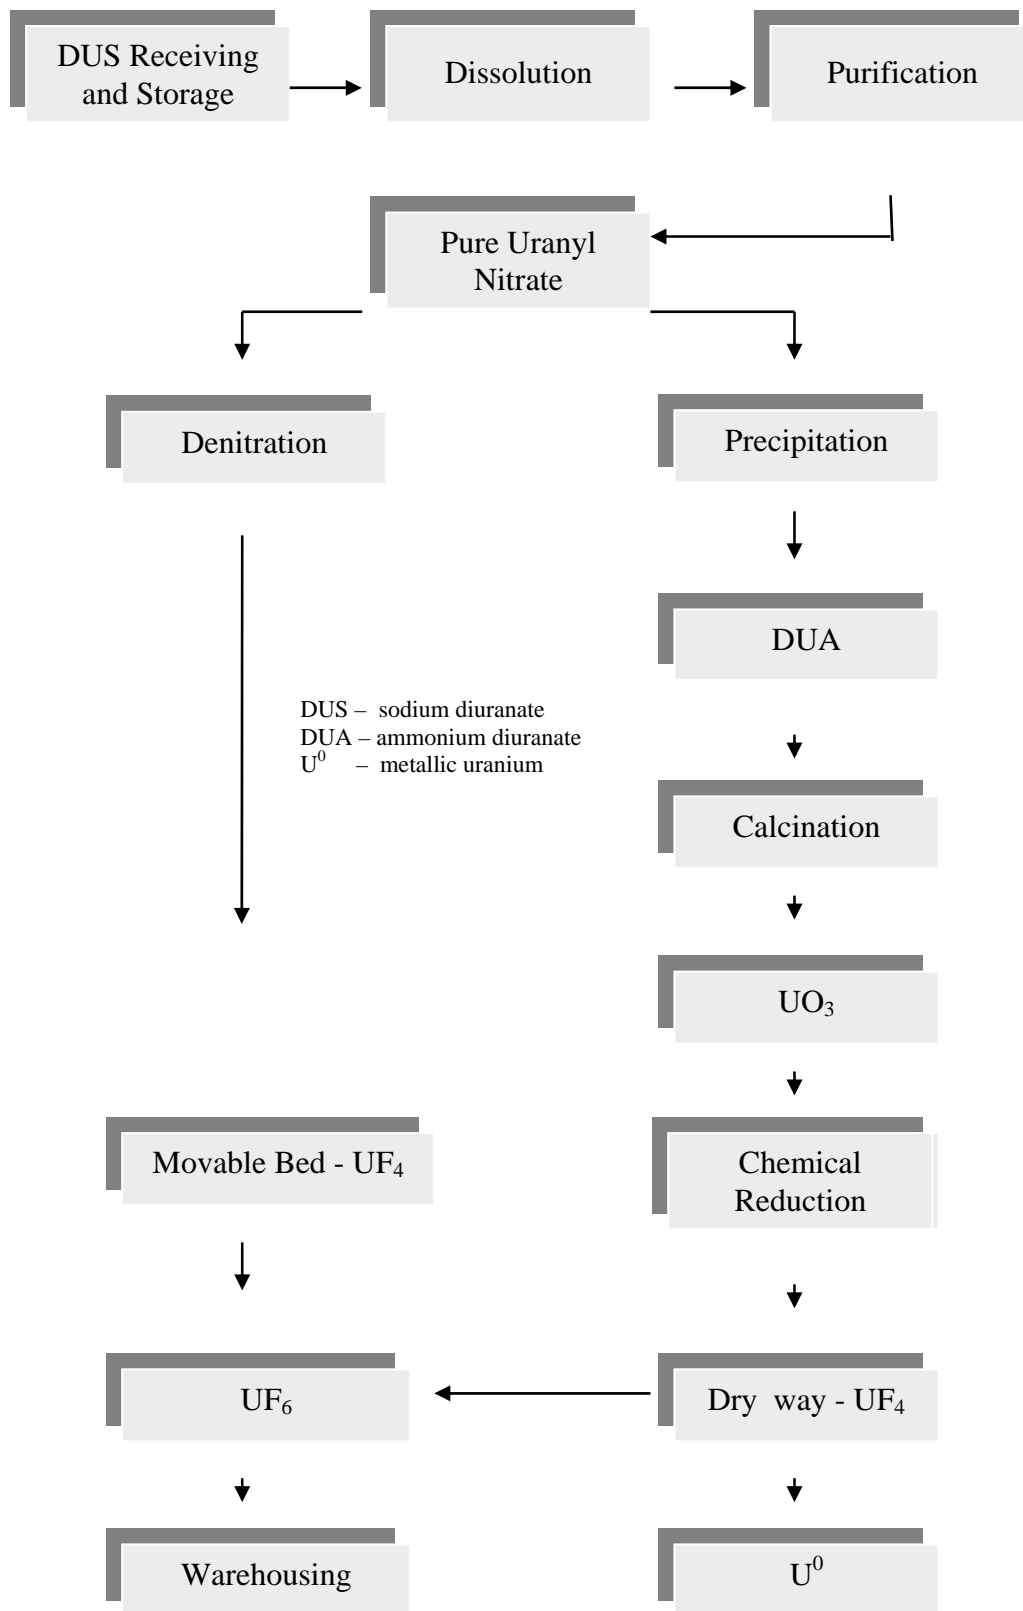 DUS Receiving
and Storage
Dissolution
Purification
Pure Uranyl
Nitrate
Denitration
Precipitation
DUA
DUS – sodium diuranate
DUA – ammonium diuranate
U⁰ – metallic uranium
Calcination
UO₃
Movable Bed - UF₄
Chemical
Reduction
UF₆
Dry way - UF₄
Warehousing
U⁰